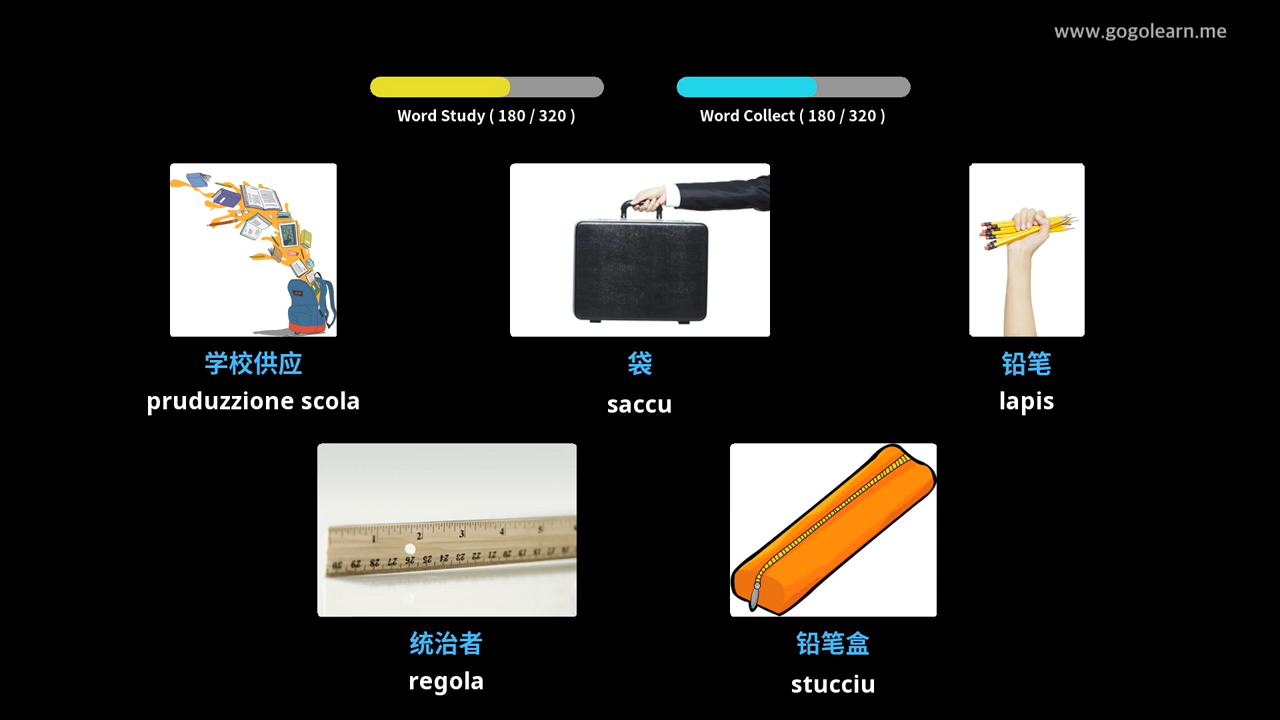 www.gogolearn.me
Word Study ( 180 / 320 )
Word Collect ( 180 / 320 )
学校供应
pruduzzione scola
袋
saccu
铅笔
lapis
统治者
regola
铅笔盒
stucciu